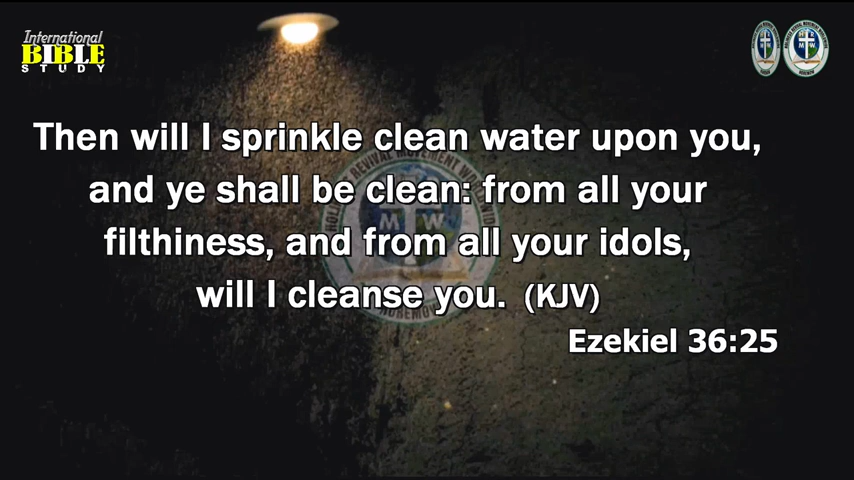 International
BIBLE
STUDY
Then will I sprinkle clean water upon you,
and ye shall be clean: from all your
filthiness, and from all your idols,
will I cleanse you. (KJV)
Ezekiel 36:25